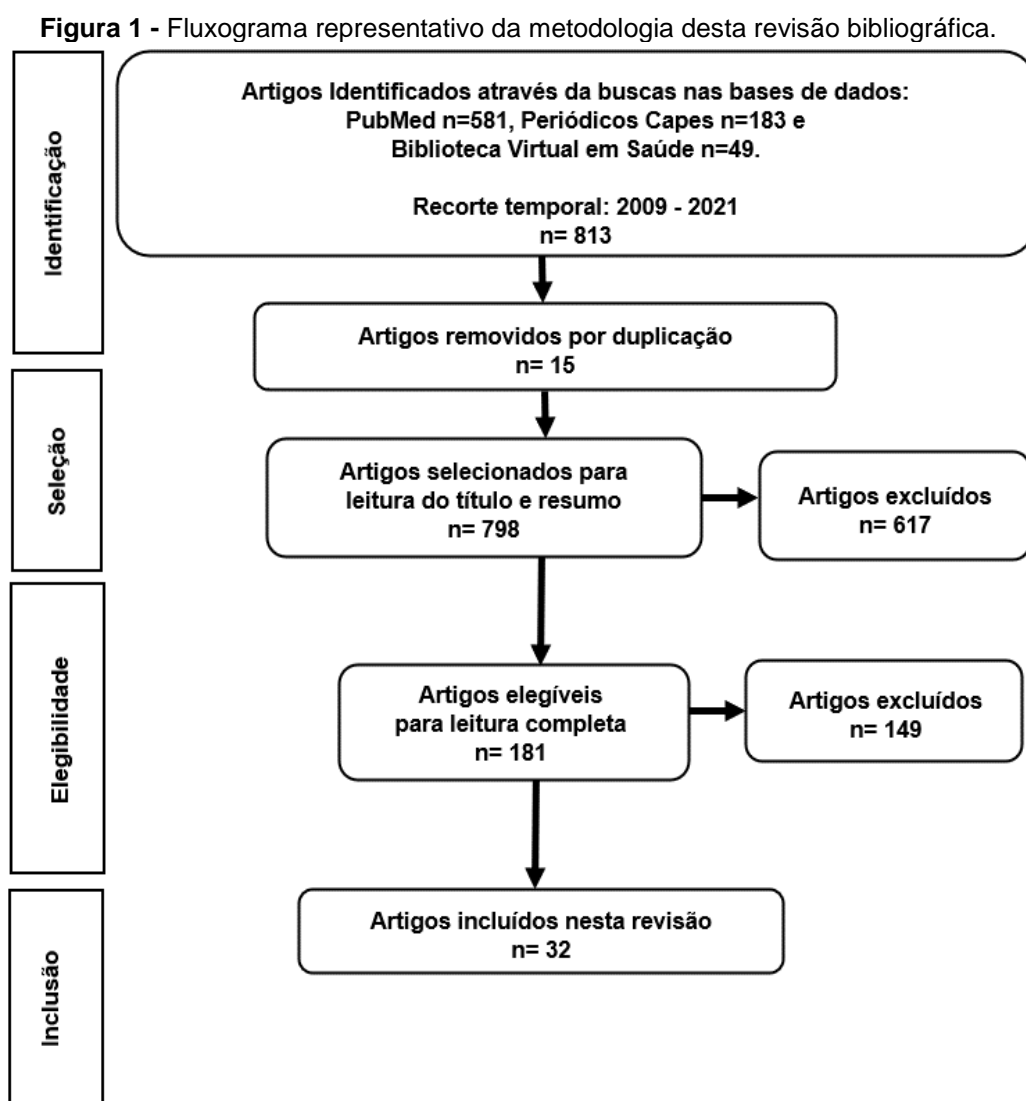 Figura 1 - Fluxograma representativo da metodologia desta revisão bibliográfica.
Identificação
Artigos Identificados através da buscas nas bases de dados:
PubMed n=581, Periódicos Capes n=183 e
Biblioteca Virtual em Saúde n=49.
Recorte temporal: 2009 - 2021
n= 813
Artigos removidos por duplicação
n= 15
Seleção
Artigos selecionados para
leitura do título e resumo
n= 798
Artigos excluídos
n= 617
Elegibilidade
Artigos elegíveis
para leitura completa
n= 181
Artigos excluídos
n= 149
Inclusão
Artigos incluídos nesta revisão
n= 32